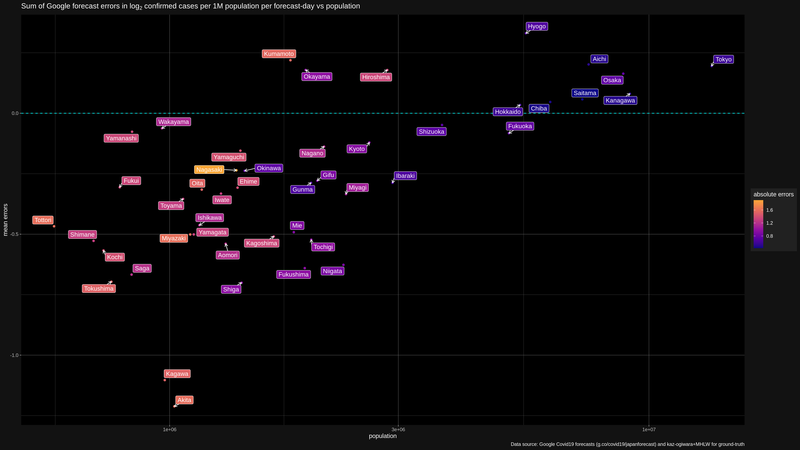 Sum of Google forecast errors in log2 confirmed cases per 1M population per forecast-day vs population
Hyogo
Kumamoto
Aichi
Tokyo
Okayama
Hiroshima
Osaka
Saitama
Kanagawa
Hokkaido
Chiba
0.0
Wakayama
Fukuoka
Shizuoka
Yamanashi
Kyoto
Nagano
Yamaguchi
Nagasaki
Okinawa
Gifu
Ibaraki
Fukui
Oita
Ehime
Gunma
Miyagi
Iwate
Toyama
absolute errors
1.6
1.2
0.8
mean errors
Ishikawa
Tottori
Mie
Shimane
Miyazaki
Yamagata
-0.5
Kagoshima
Tochigi
Kochi
Aomori
Saga
Fukushima
Niigata
Tokushima
Shiga
-1.0
Kagawa
Akita
1e+06
3e+06
1e+07
population
Data source: Google Covid19 forecasts (g.co/covid19/japanforecast) and kaz-ogiwara+MHLW for ground-truth